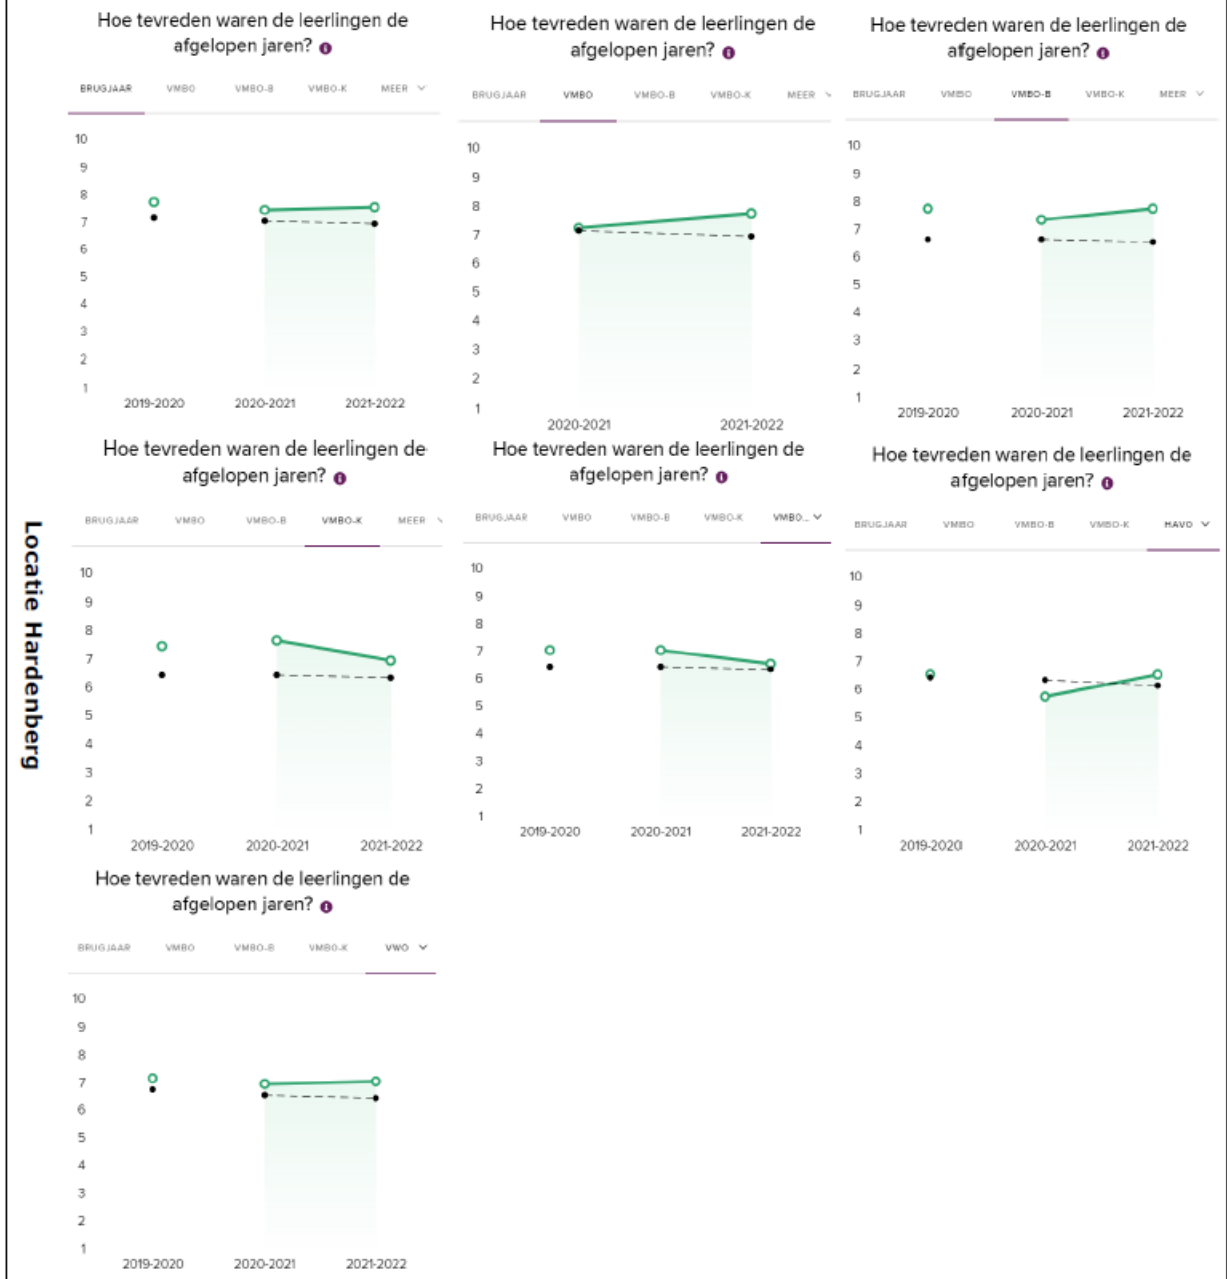 Locatie Hardenberg
Hoe tevreden waren de leerlingen de
afgelopen jaren?
BRUGJAAR VMBO VMBO-B VMBO-K MEER
10
9
8
7
6
5
4
3
2
1
2019-2020 2020-2021 2021-2022
Hoe tevreden waren de leerlingen de
afgelopen jaren?
BRUGJAAR VMBO VMBO-B VMBO-K MEER
10
9
8
7
6
5
4
3
2
1
2020-2021 2021-2022
Hoe tevreden waren de leerlingen de
afgelopen jaren?
BRUGJAAR VMBO VMBO-B VMBO-K MEER
10
9
8
7
6
5
4
3
2
1
2019-2020 2020-2021 2021-2022
Hoe tevreden waren de leerlingen de
afgelopen jaren?
BRUGJAAR VMBO VMBO-B VMBO-K MEER
10
9
8
7
6
5
4
3
2
1
2019-2020 2020-2021 2021-2022
Hoe tevreden waren de leerlingen de
afgelopen jaren?
BRUGJAAR VMBO VMBO-B VMBO-K VMBO...
10
9
8
7
6
5
4
3
2
1
2019-2020 2020-2021 2021-2022
Hoe tevreden waren de leerlingen de
afgelopen jaren?
BRUGJAAR VMBO VMBO-B VMBO-K HAVO
10
9
8
7
6
5
4
3
2
1
2019-2020 2020-2021 2021-2022
Hoe tevreden waren de leerlingen de
afgelopen jaren?
BRUGJAAR VMBO VMBO-B VMBO-K VWO
10
9
8
7
6
5
4
3
2
1
2019-2020 2020-2021 2021-2022